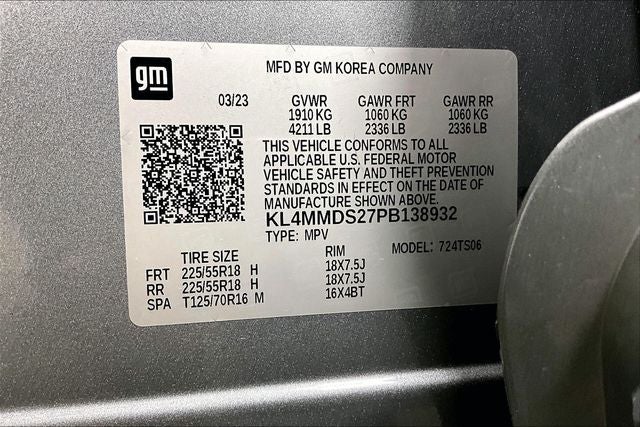 gm
MFD BY GM KOREA COMPANY
03/23 GVWR GAWR FRT GAWR RR
1910 KG 1060 KG 1060 KG
4211 LB 2336 LB 2336 LB
THIS VEHICLE CONFORMS TO ALL
APPLICABLE U.S. FEDERAL MOTOR
VEHICLE SAFETY AND THEFT PREVENTION
STANDARDS IN EFFECT ON THE DATE OF
MANUFACTURE SHOWN ABOVE.
KL4MMDS27PB138932
TYPE: MPV MODEL: 724TS06
TIRE SIZE RIM
FRT 225/55R18 H 18X7.5J
RR 225/55R18 H 18X7.5J
SPA T125/70R16 M 16X4BT